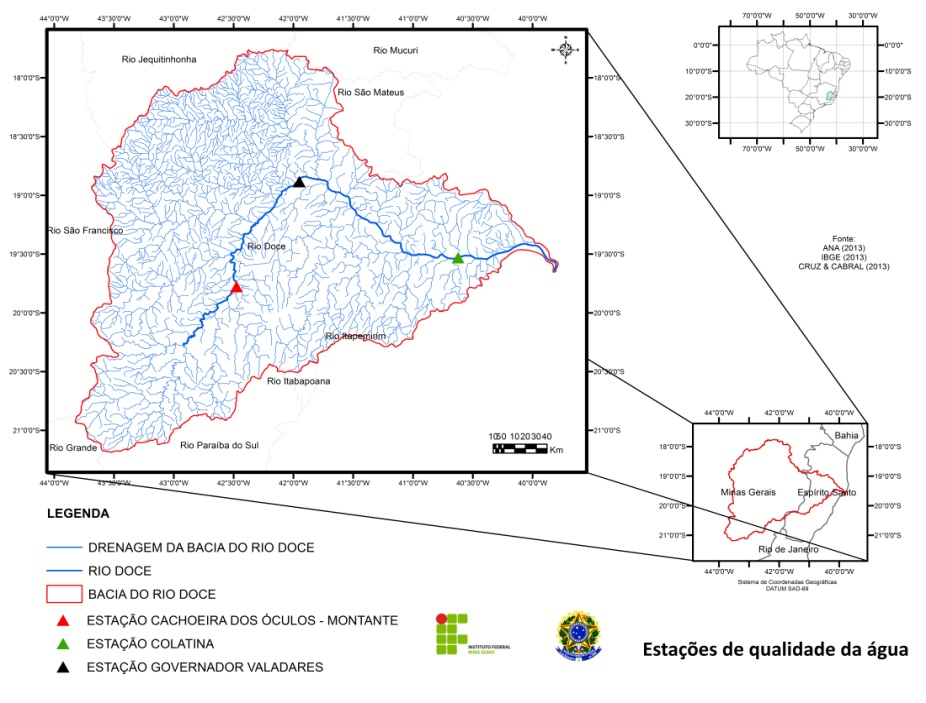 44°0'0"W 43°30'0"W 43°0'0"W 42°30'0"W 42°0'0"W 41°30'0"W 41°0'0"W 40°30'0"W 40°0'0"W
Rio Jequitinhonha
Rio Mucuri
Rio São Mateus
Rio São Francisco
Rio Doce
Rio Itapemirim
Rio Itabapoana
Rio Grande
Rio Paraíba do Sul
18°0'0"S
18°30'0"S
19°0'0"S
19°30'0"S
20°0'0"S
20°30'0"S
21°0'0"S
18°0'0"S
18°30'0"S
19°0'0"S
19°30'0"S
20°0'0"S
20°30'0"S
21°0'0"S
1050 10203040
Km
44°0'0"W 43°30'0"W 43°0'0"W 42°30'0"W 42°0'0"W 41°30'0"W 41°0'0"W 40°30'0"W 40°0'0"W
70°0'0"W 50°0'0"W 30°0'0"W
0°0'0"
10°0'0"S
20°0'0"S
30°0'0"S
0°0'0"
10°0'0"S
20°0'0"S
30°0'0"S
70°0'0"W 50°0'0"W 30°0'0"W
Fonte:
ANA (2013)
IBGE (2013)
CRUZ & CABRAL (2013)
44°0'0"W 42°0'0"W 40°0'0"W
18°0'0"S
19°0'0"S
20°0'0"S
21°0'0"S
Bahia
Minas Gerais
Espírito Santo
Rio de Janeiro
18°0'0"S
19°0'0"S
20°0'0"S
21°0'0"S
44°0'0"W 42°0'0"W 40°0'0"W
Sistema de Coordenadas Geográficas
DATUM SAD-69
LEGENDA
DRENAGEM DA BACIA DO RIO DOCE
RIO DOCE
BACIA DO RIO DOCE
ESTAÇÃO CACHOEIRA DOS ÓCULOS - MONTANTE
ESTAÇÃO COLATINA
ESTAÇÃO GOVERNADOR VALADARES
INSTITUTO FEDERAL
MINAS GERAIS
Estações de qualidade da água